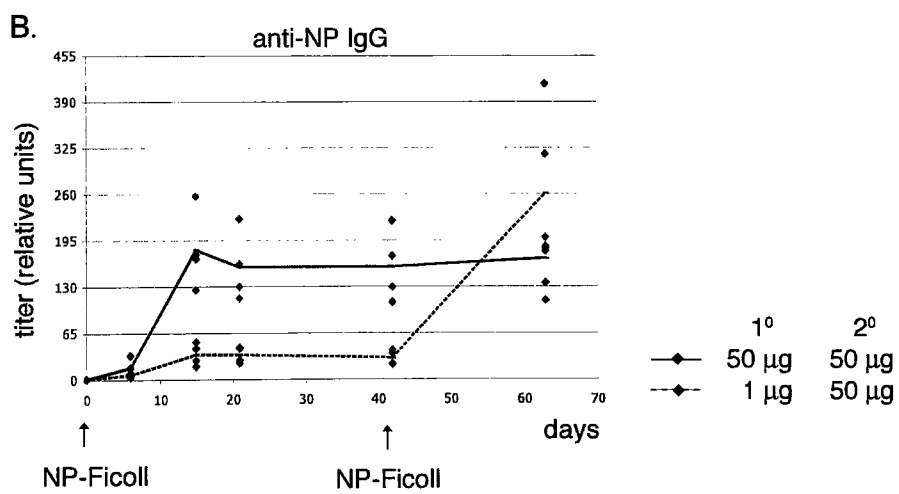 B.
anti-NP IgG
titer (relative units)
455
390
325
260
195
130
65
0
0 10 20 30 40 50 60 70
days
NP-Ficoll NP-Ficoll
1⁰ 2⁰
50 µg 50 µg
1 µg 50 µg